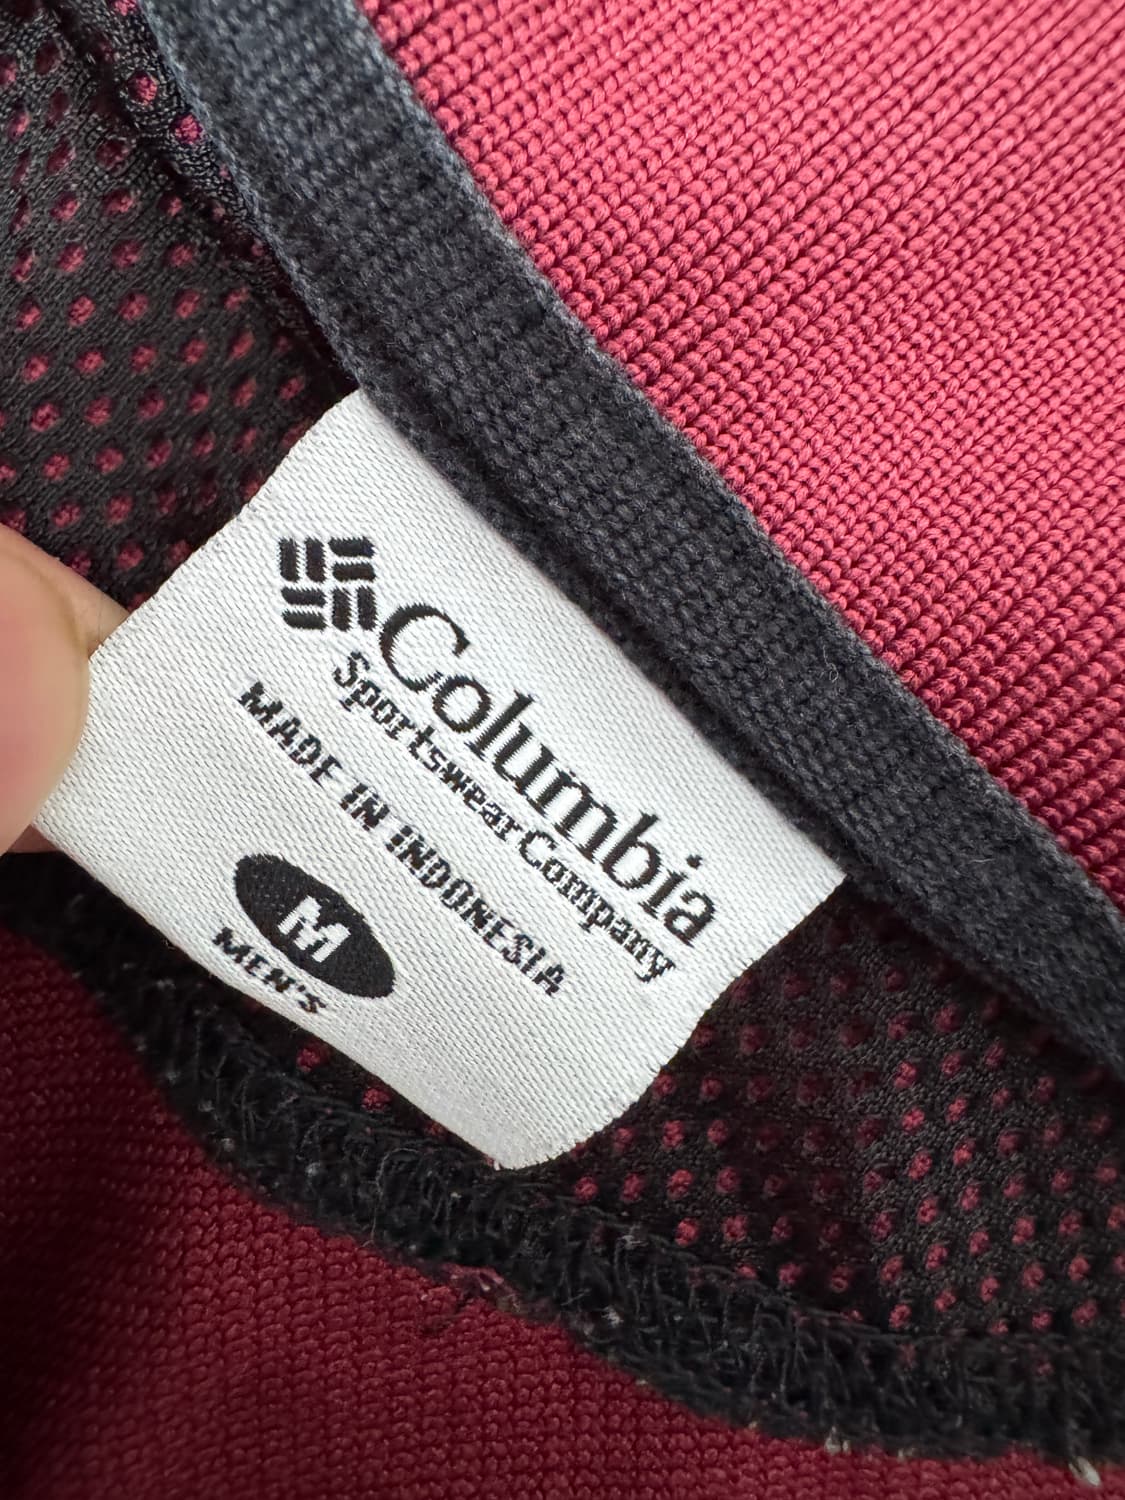 Columbia
Sportswear Company
MADE IN INDONESIA
M
MEN'S